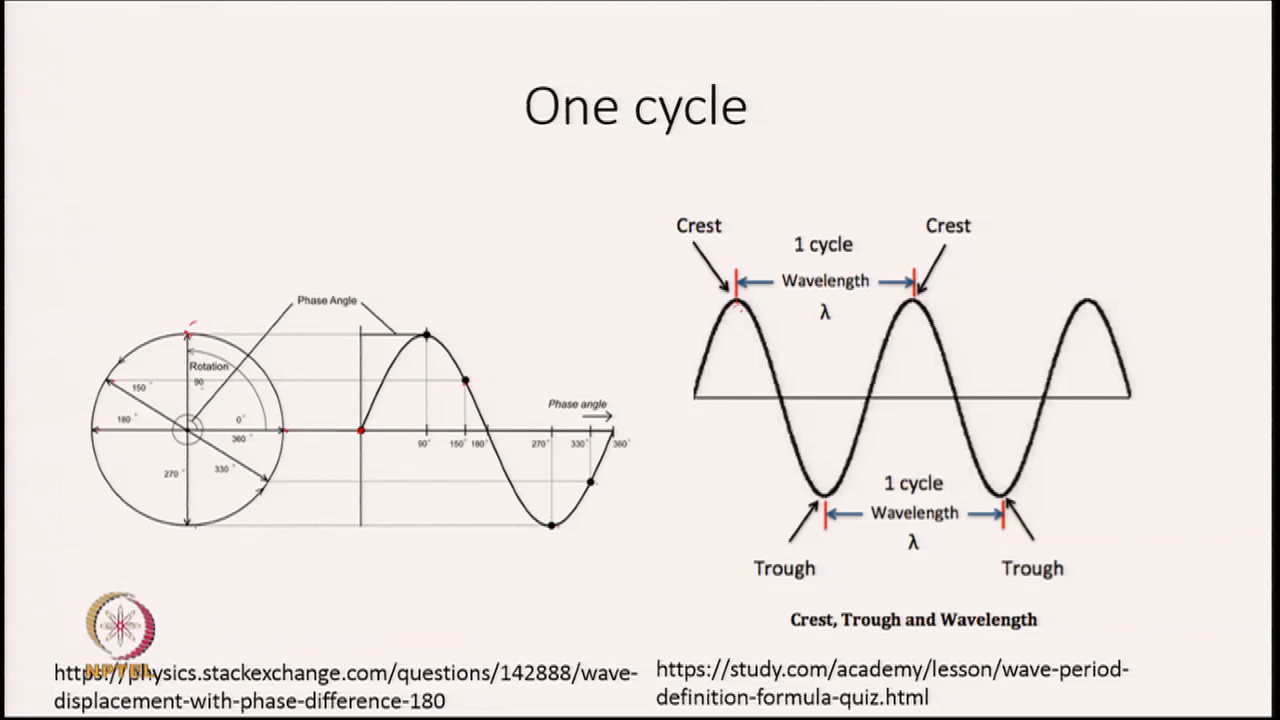 One cycle
Phase Angle
Rotation
90°
150°
180°
0°
360°
270°
330°
Phase angle
90°
150°
180°
270°
330°
360°
Crest
Crest
1 cycle
Wavelength
λ
1 cycle
Wavelength
λ
Trough
Trough
Crest, Trough and Wavelength
NPTEL
https://physics.stackexchange.com/questions/142888/wave-
displacement-with-phase-difference-180
https://study.com/academy/lesson/wave-period-
definition-formula-quiz.html